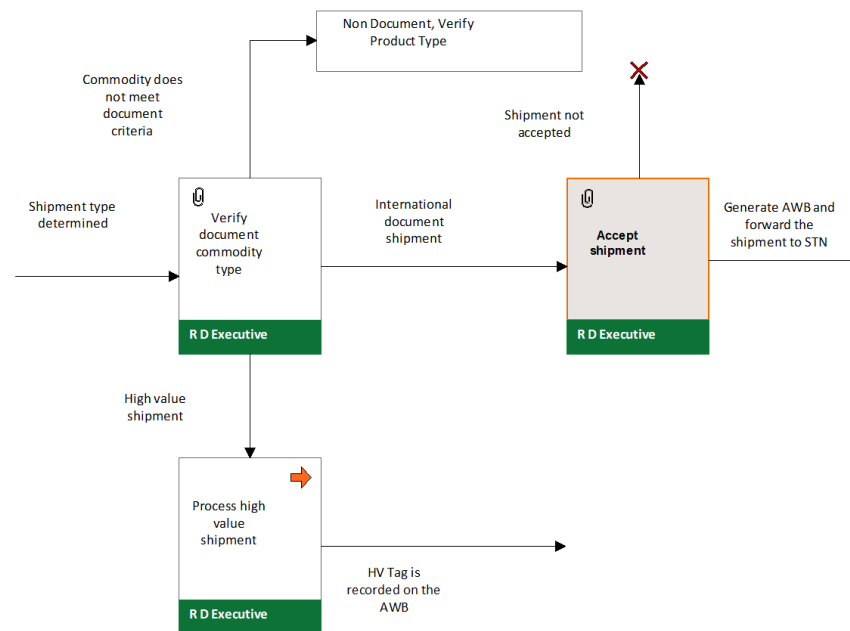 Non Document, Verify
Product Type
Commodity does
not meet
document
criteria
Shipment not
accepted
Shipment type
determined
Verify
document
commodity
type
R D Executive
International
document
shipment
Accept
shipment
R D Executive
Generate AWB and
forward the
shipment to STN
High value
shipment
Process high
value
shipment
R D Executive
HV Tag is
recorded on the
AWB